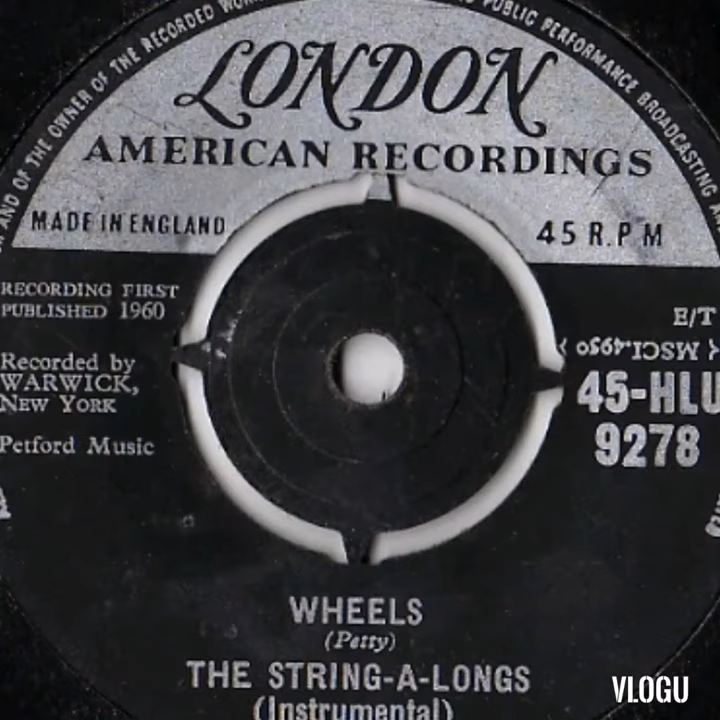 AND OF THE OWNER OF THE RECORDED
PUBLIC PERFORMANCE BROADCASTING
LONDON
AMERICAN RECORDINGS
MADE IN ENGLAND
45 R.P M
RECORDING FIRST
PUBLISHED 1960
E/T
MSCI.4950
Recorded by
WARWICK,
NEW YORK
45-HLU
9278
Petford Music
WHEELS
(Petty)
THE STRING-A-LONGS
(Instrumental)
VLOGU